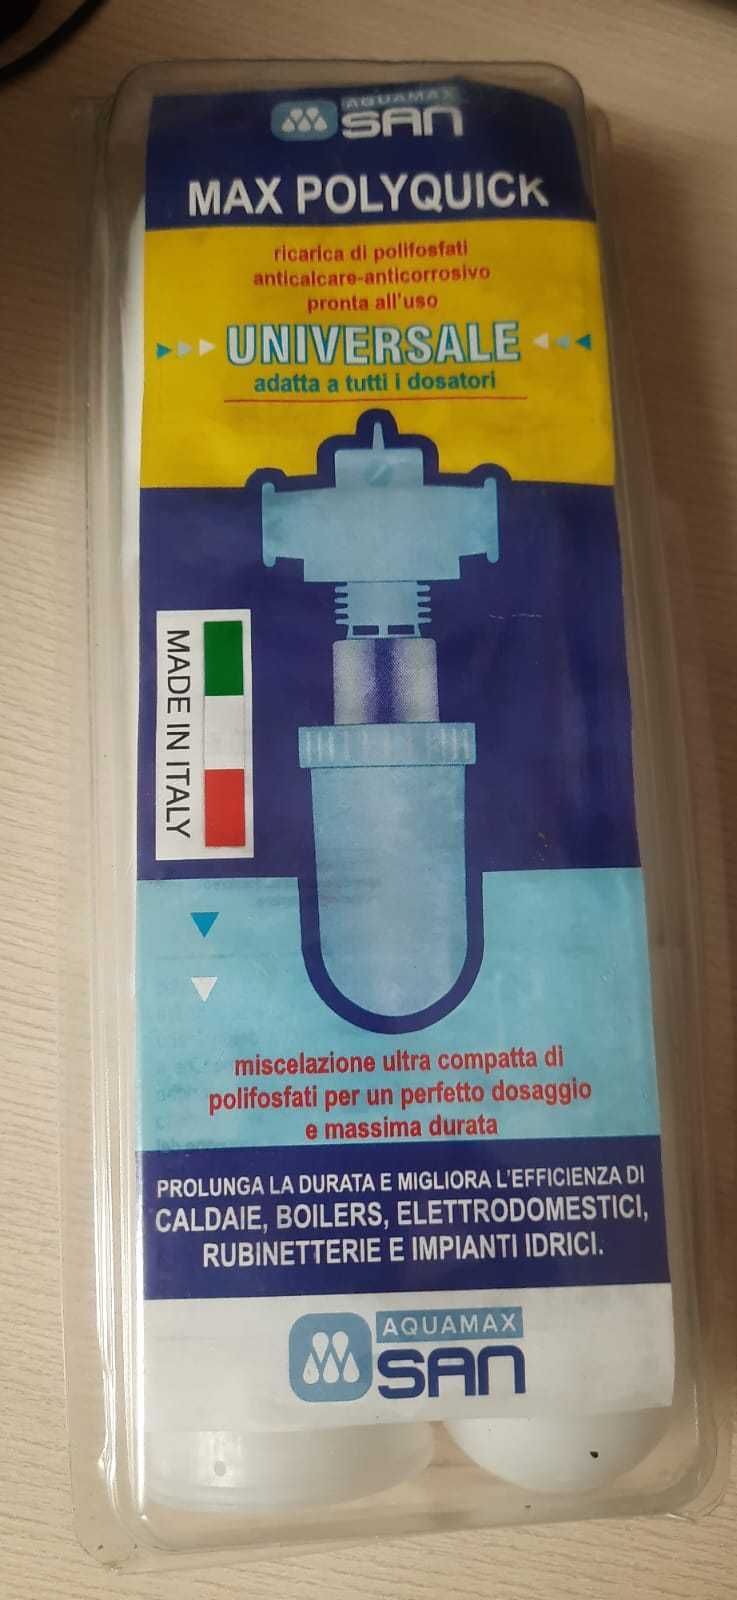 AQUAMAX
SAN
MAX POLYQUICK
ricarica di polifosfati
anticalcare-anticorrosivo
pronta all'uso
UNIVERSALE
adatta a tutti i dosatori
MADE IN ITALY
miscelazione ultra compatta di
polifosfati per un perfetto dosaggio
e massima durata
PROLUNGA LA DURATA E MIGLIORA L'EFFICIENZA DI
CALDAIE, BOILERS, ELETTRODOMESTICI,
RUBINETTERIE E IMPIANTI IDRICI.
AQUAMAX
SAN